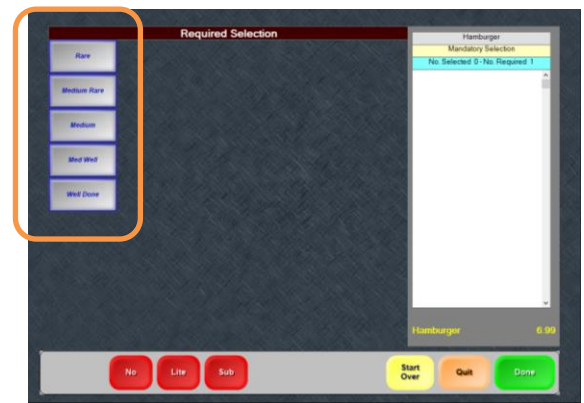 Required Selection
Rare
Medium Rare
Medium
Med Well
Well Done
Hamburger
Mandatory Selection
No. Selected 0 - No. Required 1
Hamburger 6.99
No
Lite
Sub
Start
Over
Quit
Done